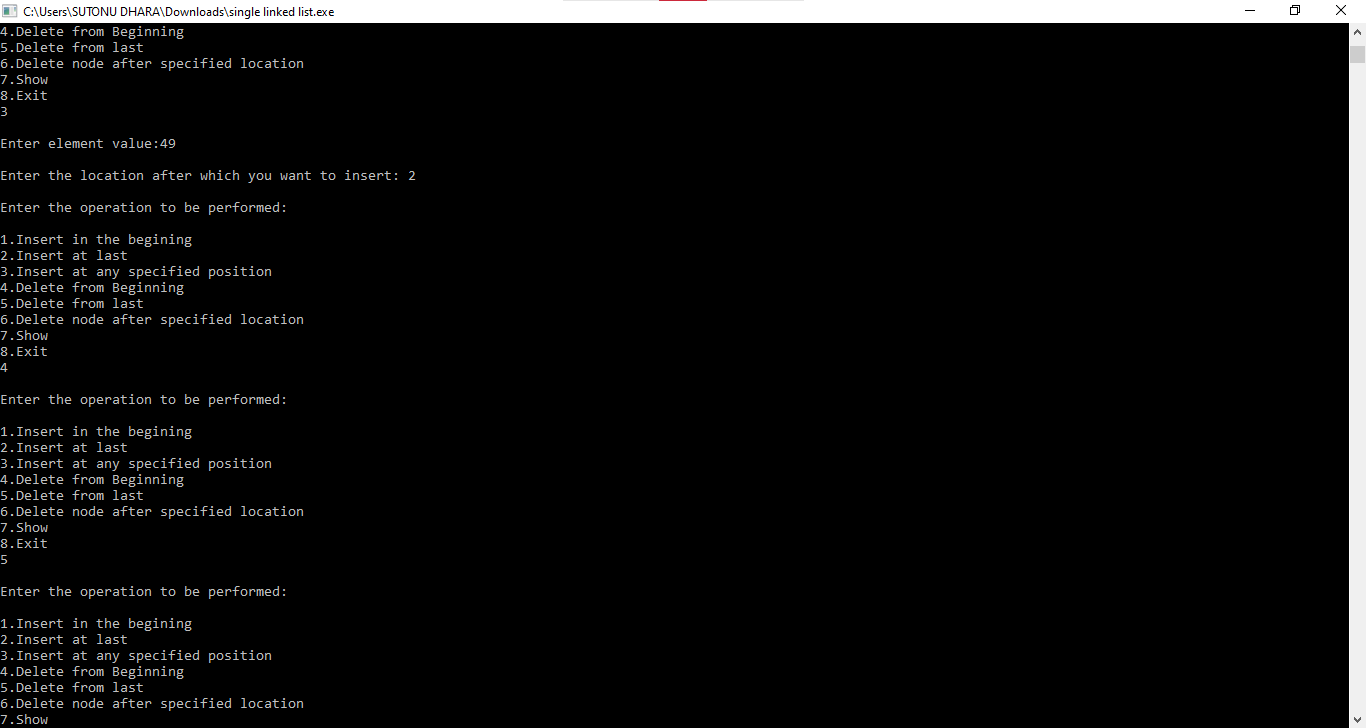 C:\Users\SUTONU DHARA\Downloads\single linked list.exe
4.Delete from Beginning
5.Delete from last
6.Delete node after specified location
7.Show
8.Exit
3
Enter element value:49
Enter the location after which you want to insert: 2
Enter the operation to be performed:
1.Insert in the begining
2.Insert at last
3.Insert at any specified position
4.Delete from Beginning
5.Delete from last
6.Delete node after specified location
7.Show
8.Exit
4
Enter the operation to be performed:
1.Insert in the begining
2.Insert at last
3.Insert at any specified position
4.Delete from Beginning
5.Delete from last
6.Delete node after specified location
7.Show
8.Exit
5
Enter the operation to be performed:
1.Insert in the begining
2.Insert at last
3.Insert at any specified position
4.Delete from Beginning
5.Delete from last
6.Delete node after specified location
7.Show